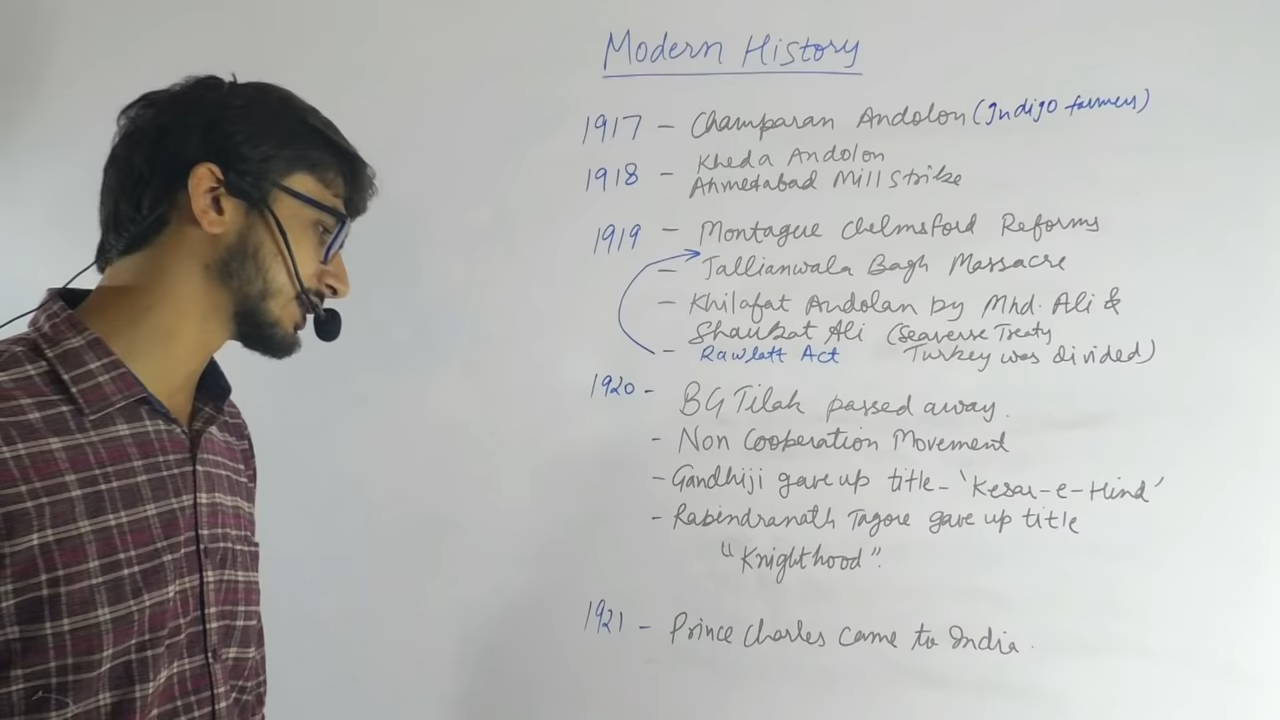 Modern History
1917 - Champaran Andolon (Indigo farmers)
1918 - Kheda Andolon
Ahmedabad Mill Strike
1919 - Montague Chelmsford Reforms
- Jallianwala Bagh Massacre
- Khilafat Andolan by Mhd. Ali &
Shaukat Ali (Seaverse Treaty
- Rawlatt Act Turkey was divided)
1920 - BG Tilak passed away.
- Non Cooperation Movement
- Gandhiji gave up title - 'Kesar-e-Hind'
- Rabindranath Tagore gave up title
"Knighthood".
1921 - Prince Charles came to India.